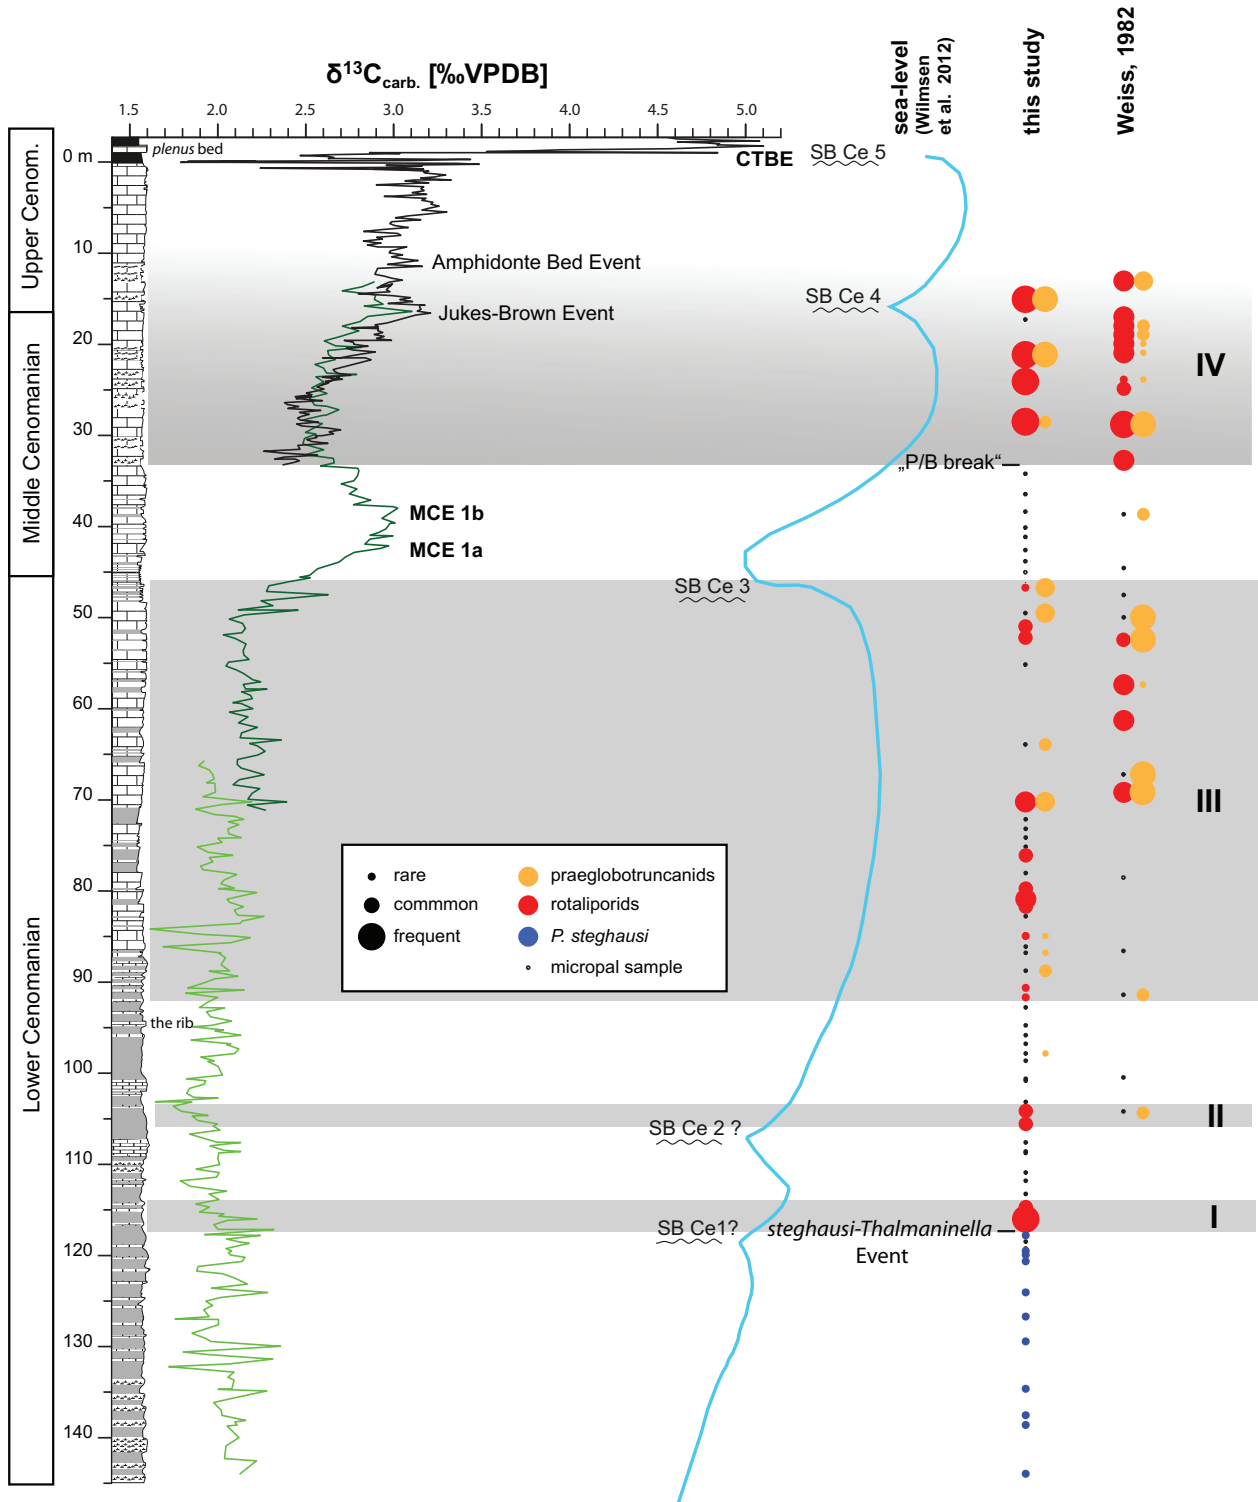 δ13Ccarb. [‰VPDB]
sea-level
(Wilmsen
et al. 2012)
this study
Weiss, 1982
1.5 2.0 2.5 3.0 3.5 4.0 4.5 5.0
Upper Cenom.
Middle Cenomanian
Lower Cenomanian
0 m
10
20
30
40
50
60
70
80
90
100
110
120
130
140
plenus bed
CTBE
SB Ce 5
Amphidonte Bed Event
SB Ce 4
Jukes-Brown Event
IV
„P/B break“
MCE 1b
MCE 1a
SB Ce 3
III
rare
commmon
frequent
praeglobotruncanids
rotaliporids
P. steghausi
micropal sample
the rib
II
SB Ce 2 ?
I
SB Ce1?
steghausi-Thalmaninella
Event